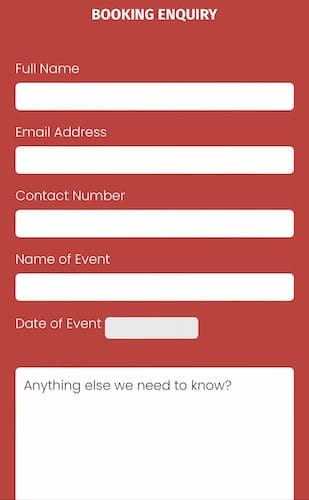 BOOKING ENQUIRY
Full Name
Email Address
Contact Number
Name of Event
Date of Event
Anything else we need to know?